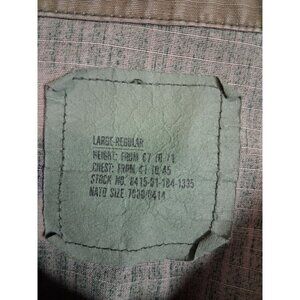 LARGE-REGULAR
HEIGHT: FROM 67 TO 71
CHEST: FROM 41 TO 45
STOCK NO. 8415-01-184-1335
NATO SIZE 7080/0414